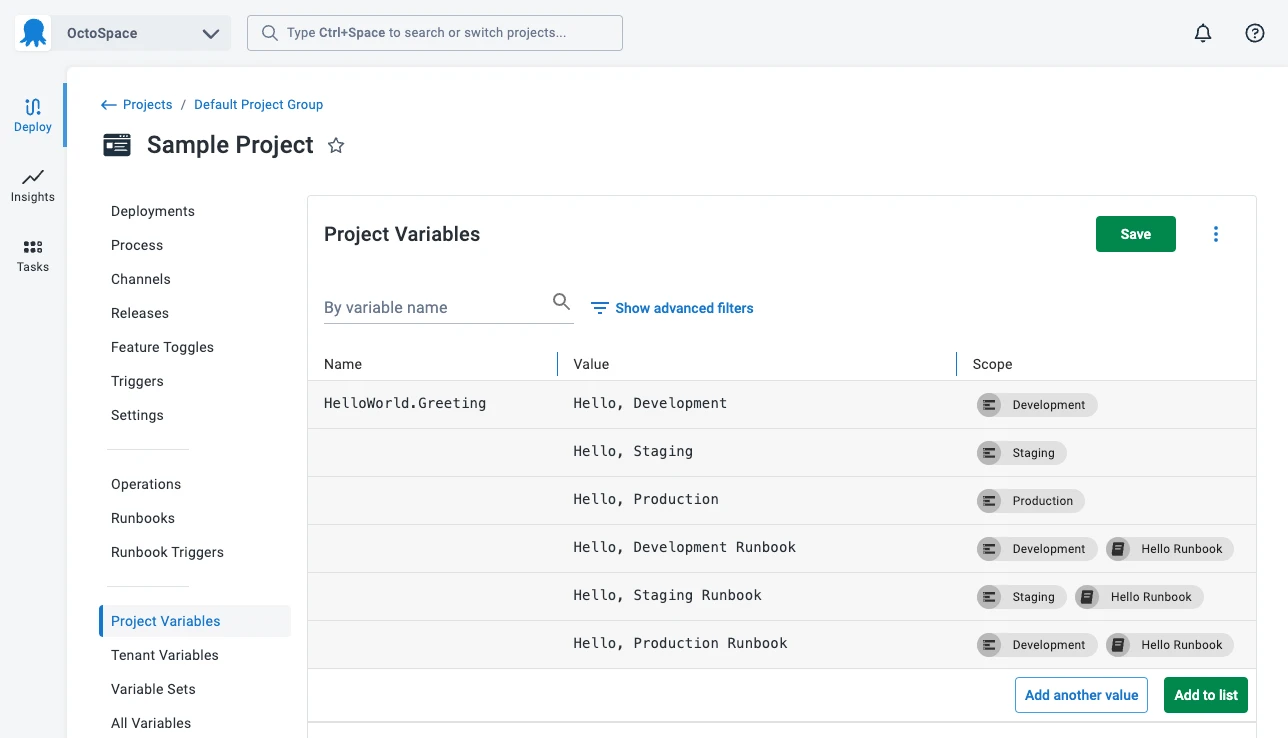 OctoSpace
Type Ctrl+Space to search or switch projects...
Deploy
Insights
Tasks
Projects / Default Project Group
Sample Project
Deployments
Process
Channels
Releases
Feature Toggles
Triggers
Settings
Operations
Runbooks
Runbook Triggers
Project Variables
Tenant Variables
Variable Sets
All Variables
Project Variables
Save
By variable name
Show advanced filters
Name Value Scope
HelloWorld.Greeting Hello, Development Development
Hello, Staging Staging
Hello, Production Production
Hello, Development Runbook Development Hello Runbook
Hello, Staging Runbook Staging Hello Runbook
Hello, Production Runbook Development Hello Runbook
Add another value Add to list